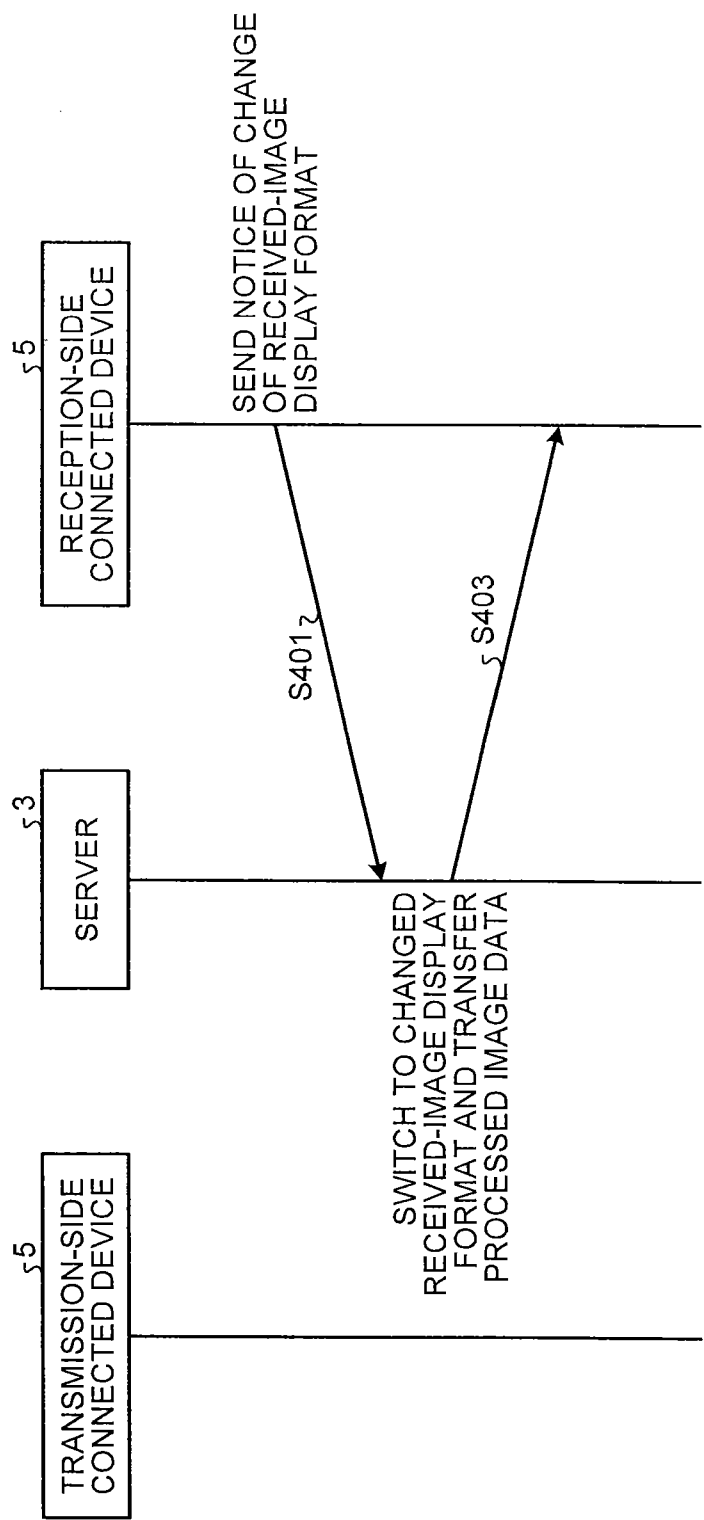 5
TRANSMISSION-SIDE
CONNECTED DEVICE
3
SERVER
5
RECEPTION-SIDE
CONNECTED DEVICE
SEND NOTICE OF CHANGE
OF RECEIVED-IMAGE
DISPLAY FORMAT
S401
SWITCH TO CHANGED
RECEIVED-IMAGE DISPLAY
FORMAT AND TRANSFER
PROCESSED IMAGE DATA
S403